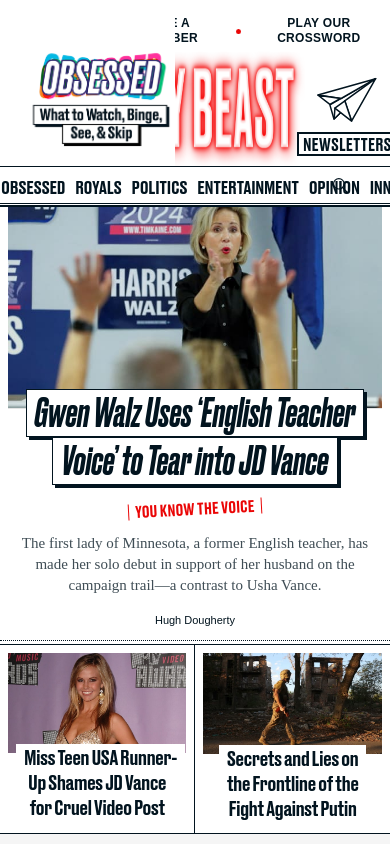 PLAY OUR
CROSSWORD
OBSESSED
What to Watch, Binge,
See, & Skip
BEAST
NEWSLETTERS
OBSESSED ROYALS POLITICS ENTERTAINMENT OPINION INN
2024
WWW.TIMKAINE.COM
HARRIS
WALZ
Gwen Walz Uses ‘English Teacher
Voice’ to Tear into JD Vance
YOU KNOW THE VOICE
The first lady of Minnesota, a former English teacher, has
made her solo debut in support of her husband on the
campaign trail—a contrast to Usha Vance.
Hugh Dougherty
MUSIC
VIDEO
Miss Teen USA Runner-
Up Shames JD Vance
for Cruel Video Post
Secrets and Lies on
the Frontline of the
Fight Against Putin